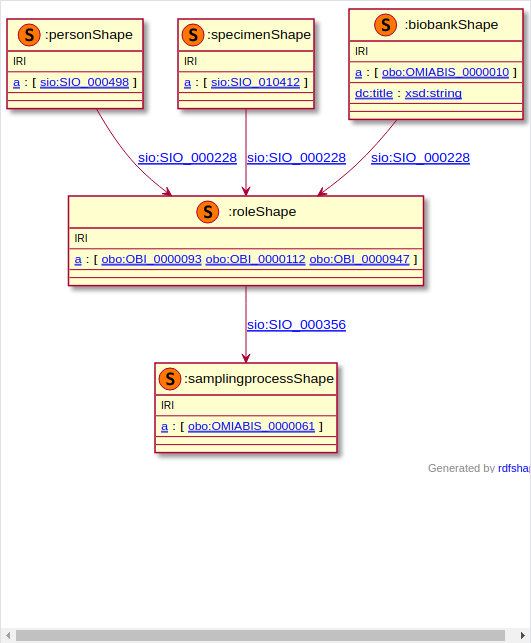 S :personShape
IRI
a : [ sio:SIO_000498 ]
S :specimenShape
IRI
a : [ sio:SIO_010412 ]
S :biobankShape
IRI
a : [ obo:OMIABIS_0000010 ]
dc:title : xsd:string
sio:SIO_000228
sio:SIO_000228
sio:SIO_000228
S :roleShape
IRI
a : [ obo:OBI_0000093 obo:OBI_0000112 obo:OBI_0000947 ]
sio:SIO_000356
S :samplingprocessShape
IRI
a : [ obo:OMIABIS_0000061 ]
Generated by rdfsha